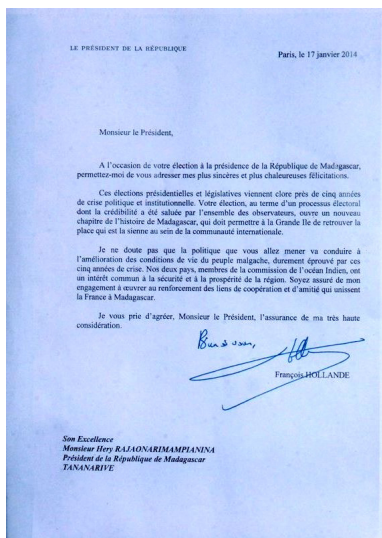 LE PRÉSIDENT DE LA RÉPUBLIQUE
Paris, le 17 janvier 2014
Monsieur le Président,
A l'occasion de votre élection à la présidence de la République de Madagascar,
permettez-moi de vous adresser mes plus sincères et plus chaleureuses félicitations.
Ces élections présidentielles et législatives viennent clore près de cinq années
de crise politique et institutionnelle. Votre élection, au terme d'un processus électoral
dont la crédibilité a été saluée par l'ensemble des observateurs, ouvre un nouveau
chapitre de l'histoire de Madagascar, qui doit permettre à la Grande Ile de retrouver la
place qui est la sienne au sein de la communauté internationale.
Je ne doute pas que la politique que vous allez mener va conduire à
l'amélioration des conditions de vie du peuple malgache, durement éprouvé par ces
cinq années de crise. Nos deux pays, membres de la commission de l'océan Indien, ont
un intérêt commun à la sécurité et à la prospérité de la région. Soyez assuré de mon
engagement à œuvrer au renforcement des liens de coopération et d'amitié qui unissent
la France à Madagascar.
Je vous prie d'agréer, Monsieur le Président, l'assurance de ma très haute
considération.
François HOLLANDE
Son Excellence
Monsieur Hery RAJAONARIMAMPIANINA
Président de la République de Madagascar
TANANARIVE